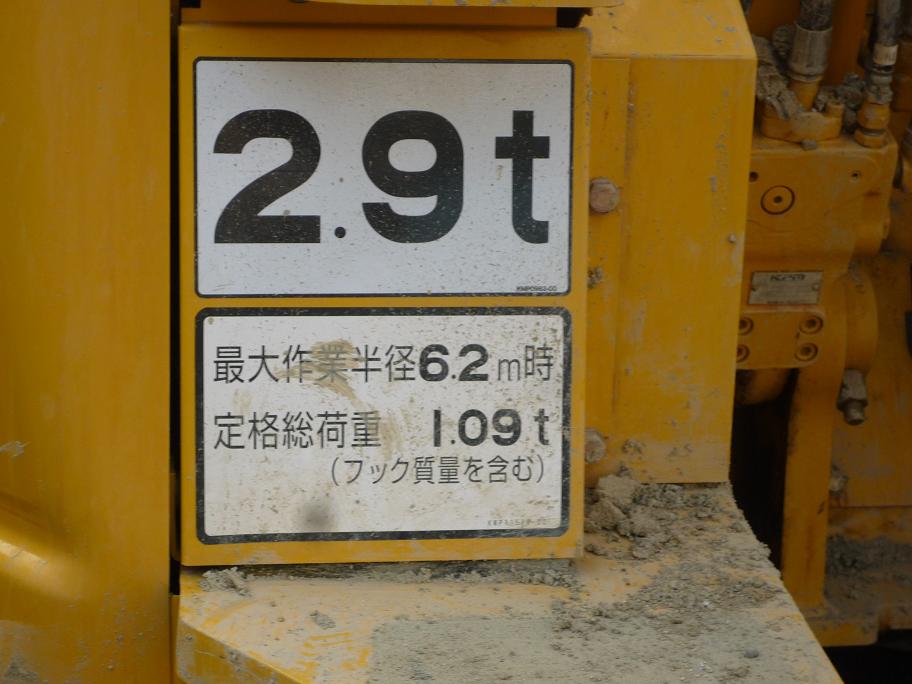 2.9t
最大作業半径6.2m時
定格総荷重 1.09t
(フック質量を含む)